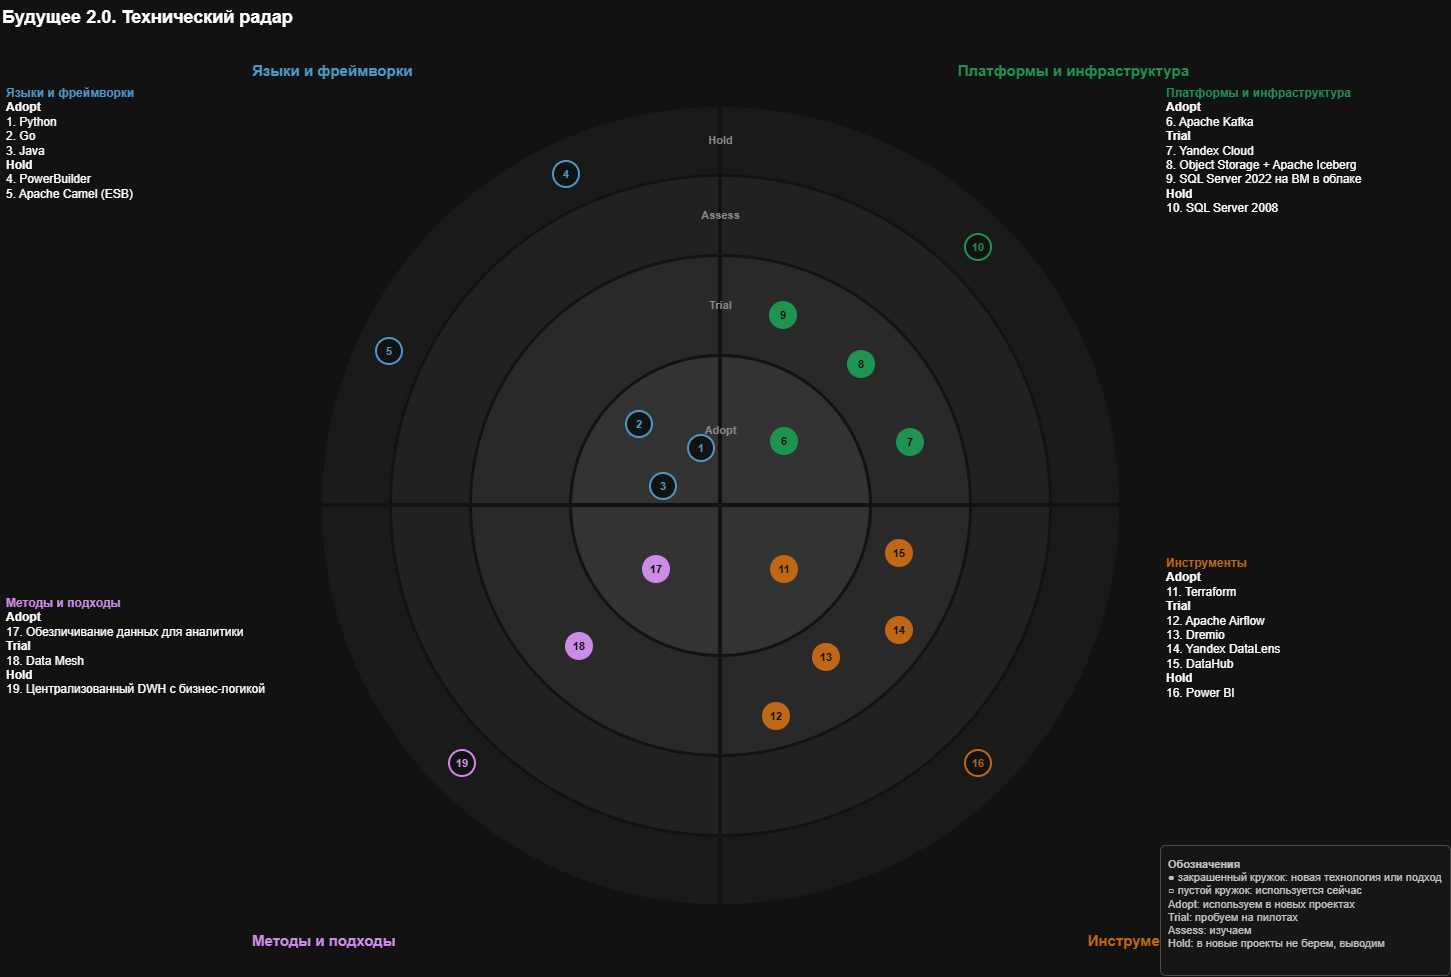 Будущее 2.0. Технический радар
Языки и фреймворки
Платформы и инфраструктура
Языки и фреймворки
Adopt
1. Python
2. Go
3. Java
Hold
4. PowerBuilder
5. Apache Camel (ESB)
Платформы и инфраструктура
Adopt
6. Apache Kafka
Trial
7. Yandex Cloud
8. Object Storage + Apache Iceberg
9. SQL Server 2022 на ВМ в облаке
Hold
10. SQL Server 2008
Hold
4
Assess
10
Trial
9
5
8
2
Adopt
1
6
7
3
15
17
11
14
18
13
12
19
16
Методы и подходы
Adopt
17. Обезличивание данных для аналитики
Trial
18. Data Mesh
Hold
19. Централизованный DWH с бизнес-логикой
Инструменты
Adopt
11. Terraform
Trial
12. Apache Airflow
13. Dremio
14. Yandex DataLens
15. DataHub
Hold
16. Power BI
Методы и подходы
Инструме
Обозначения
● закрашенный кружок: новая технология или подход
○ пустой кружок: используется сейчас
Adopt: используем в новых проектах
Trial: пробуем на пилотах
Assess: изучаем
Hold: в новые проекты не берем, выводим